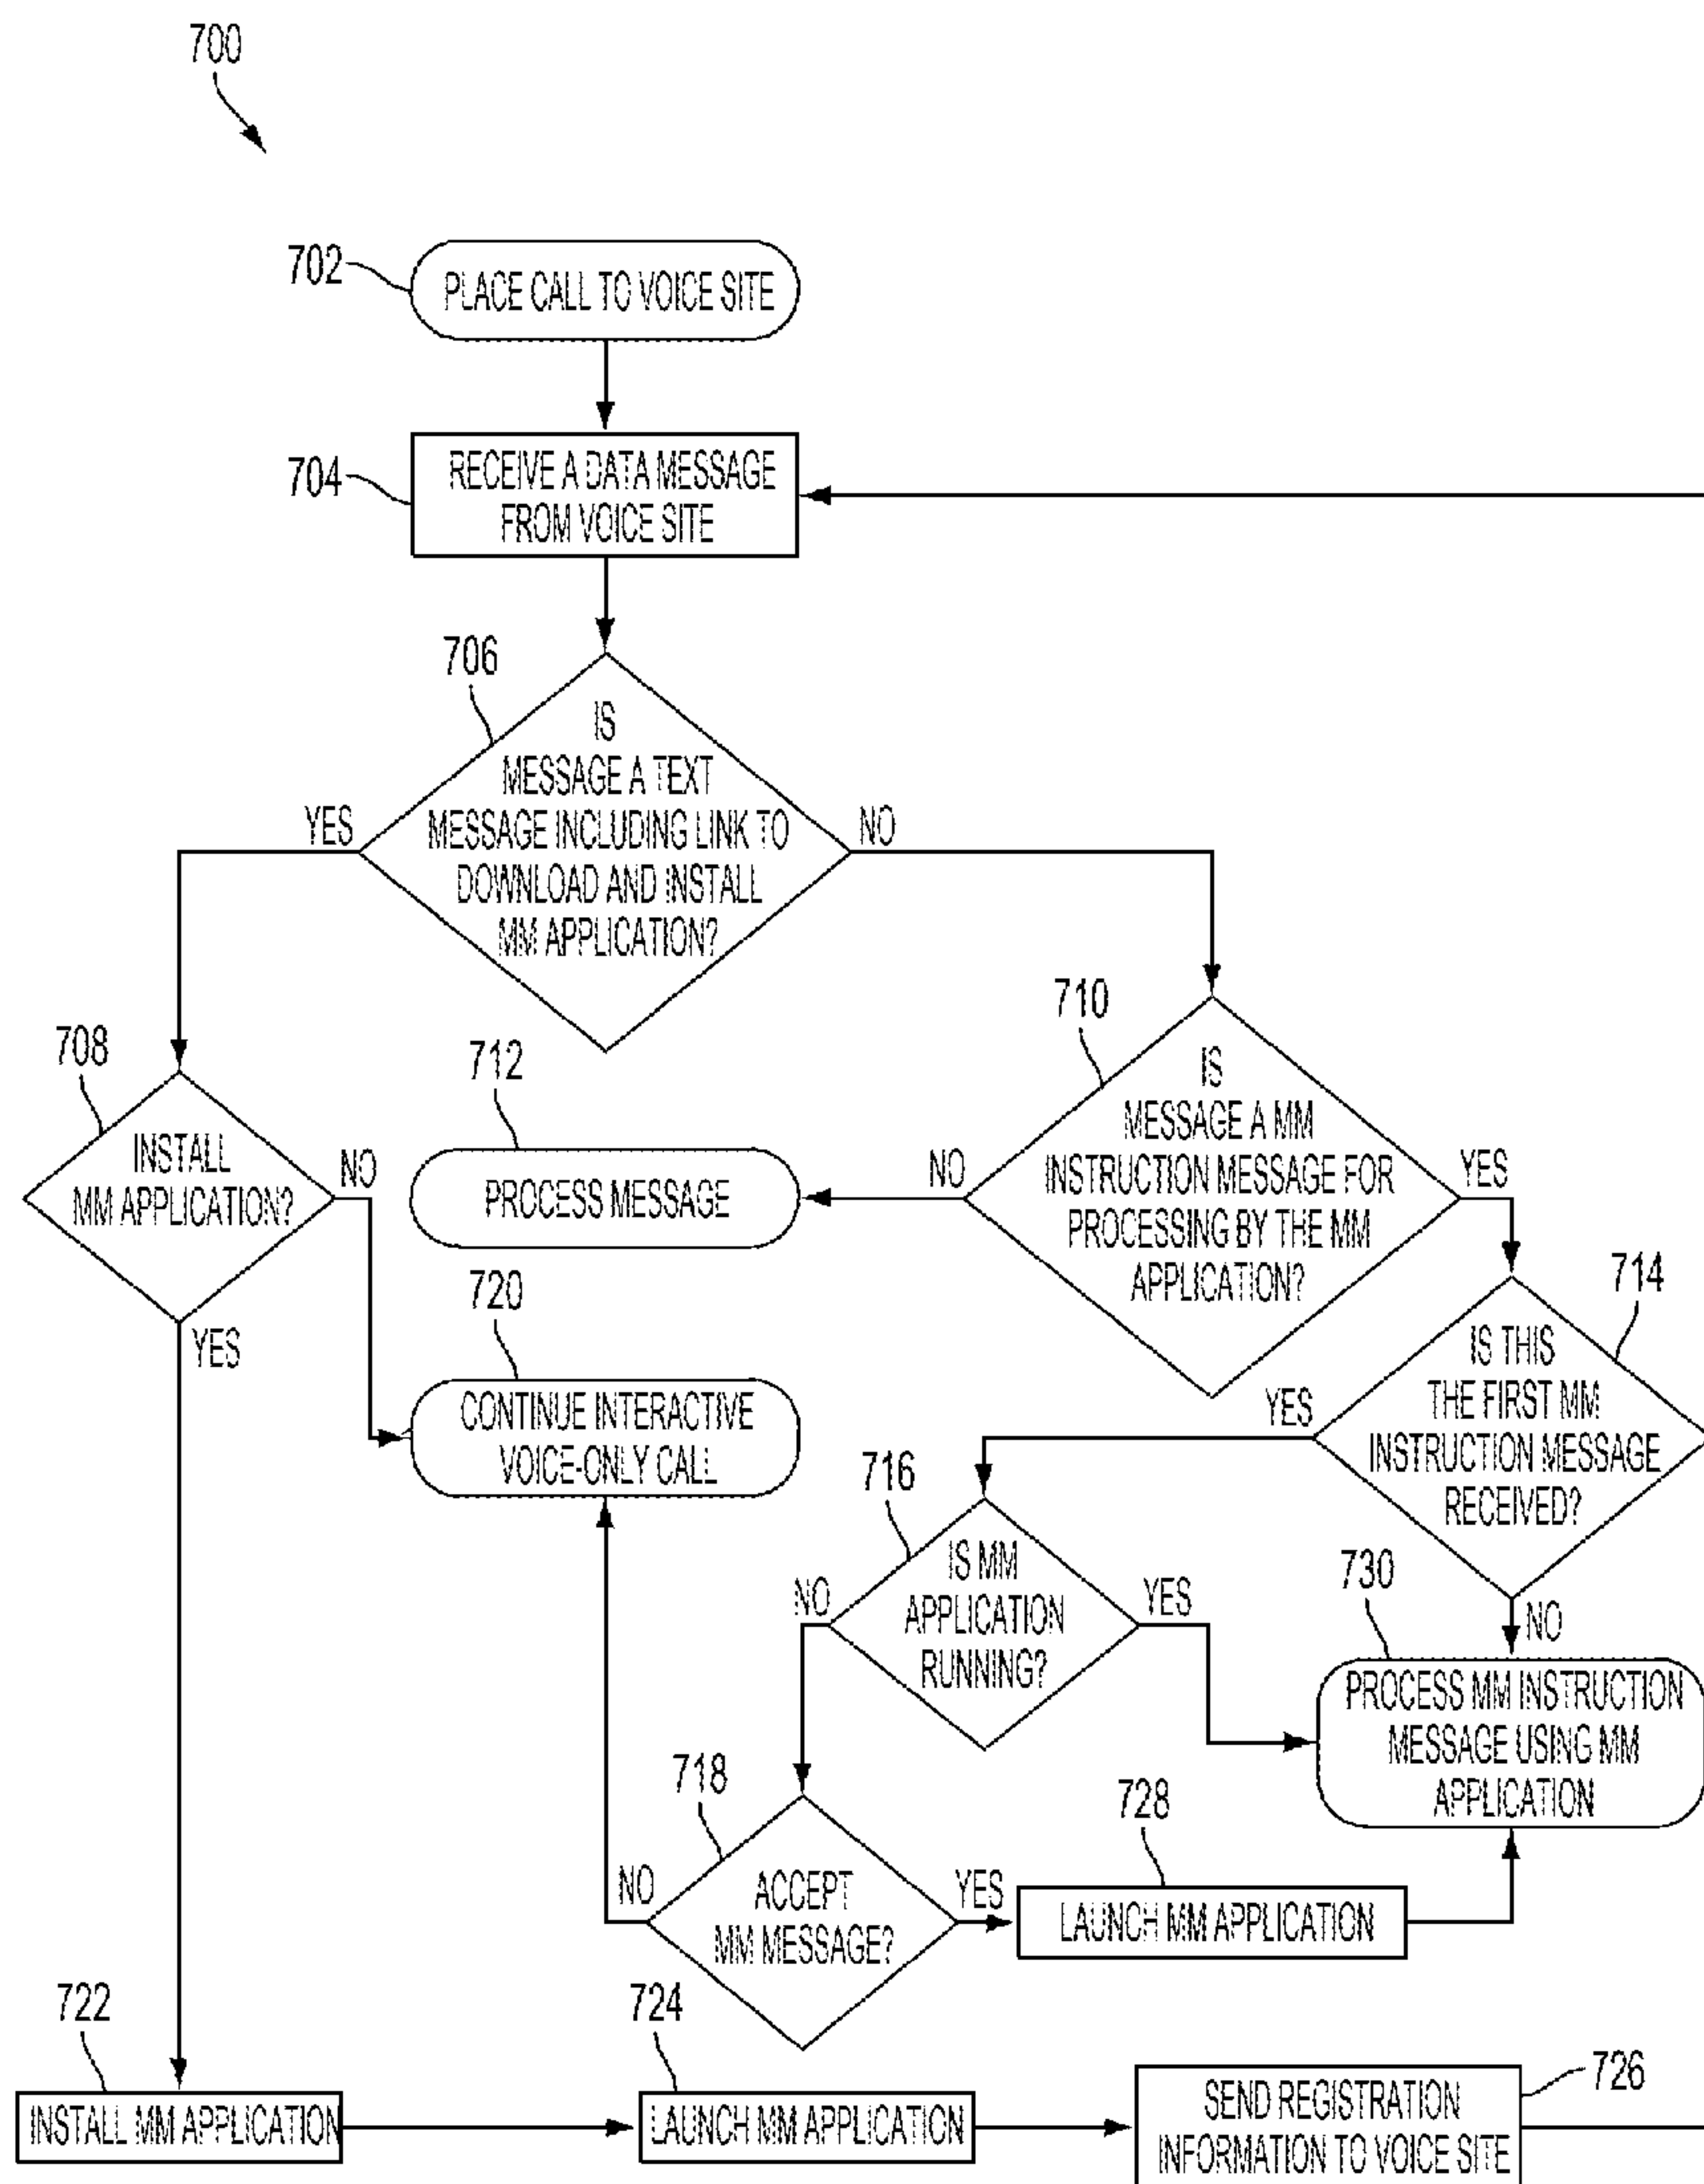 700
702
PLACE CALL TO VOICE SITE
704
RECEIVE A DATA MESSAGE
FROM VOICE SITE
706
IS
MESSAGE A TEXT
MESSAGE INCLUDING LINK TO
DOWNLOAD AND INSTALL
MM APPLICATION?
YES
NO
708
INSTALL
MM APPLICATION?
NO
YES
710
IS
MESSAGE A MM
INSTRUCTION MESSAGE FOR
PROCESSING BY THE MM
APPLICATION?
NO
YES
712
PROCESS MESSAGE
714
IS THIS
THE FIRST MM
INSTRUCTION MESSAGE
RECEIVED?
YES
NO
720
CONTINUE INTERACTIVE
VOICE-ONLY CALL
716
IS MM
APPLICATION
RUNNING?
NO
YES
730
PROCESS MM INSTRUCTION
MESSAGE USING MM
APPLICATION
718
ACCEPT
MM MESSAGE?
NO
YES
728
LAUNCH MM APPLICATION
722
INSTALL MM APPLICATION
724
LAUNCH MM APPLICATION
726
SEND REGISTRATION
INFORMATION TO VOICE SITE